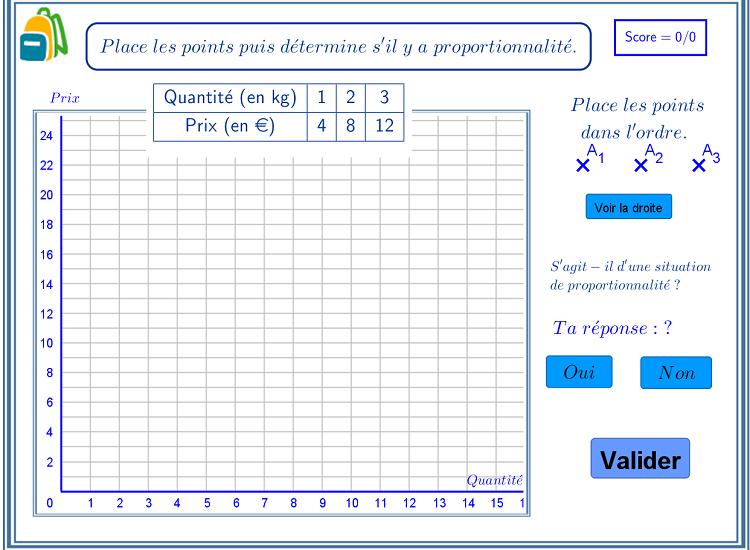 Place les points puis détermine s'il y a proportionnalité.
Score = 0/0
Prix
Quantité (en kg) 1 2 3
Prix (en €) 4 8 12
Place les points
dans l'ordre.
A1 A2 A3
Voir la droite
S'agit − il d'une situation
de proportionnalité ?
Ta réponse : ?
Oui Non
Valider
24
22
20
18
16
14
12
10
8
6
4
2
Quantité
0 1 2 3 4 5 6 7 8 9 10 11 12 13 14 15 1